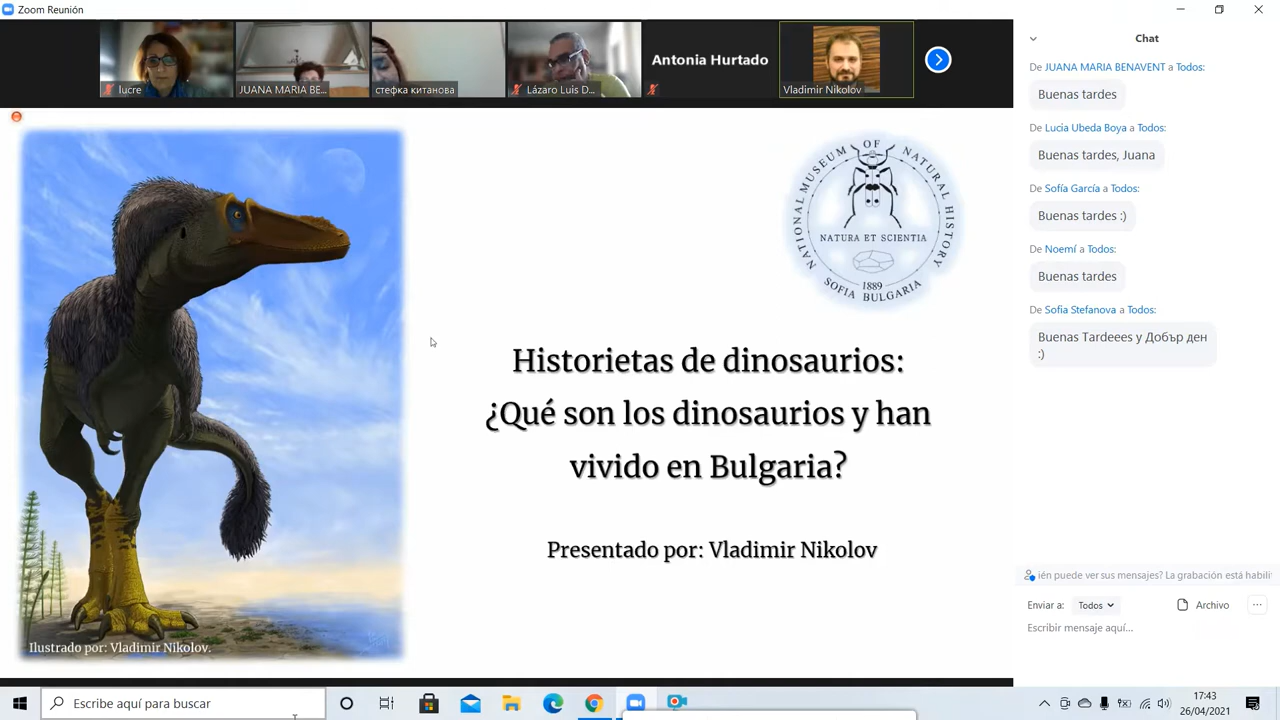 Zoom Reunión
lucre
JUANA MARIA BE...
стефка китанова
Lázaro Luis D...
Antonia Hurtado
Vladimir Nikolov
NATIONAL MUSEUM OF NATURAL HISTORY
NATURA ET SCIENTIA
1889
SOFIA BULGARIA
Historietas de dinosaurios:
¿Qué son los dinosaurios y han
vivido en Bulgaria?
Presentado por: Vladimir Nikolov
Ilustrado por: Vladimir Nikolov.
Chat
De JUANA MARIA BENAVENT a Todos:
Buenas tardes
De Lucia Ubeda Boya a Todos:
Buenas tardes, Juana
De Sofía García a Todos:
Buenas tardes :)
De Noemí a Todos:
Buenas tardes
De Sofia Stefanova a Todos:
Buenas Tardeees y Добър ден
:)
ién puede ver sus mensajes? La grabación está habilit
Enviar a: Todos
Archivo
...
Escribir mensaje aquí...
Escribe aquí para buscar
17:43
26/04/2021